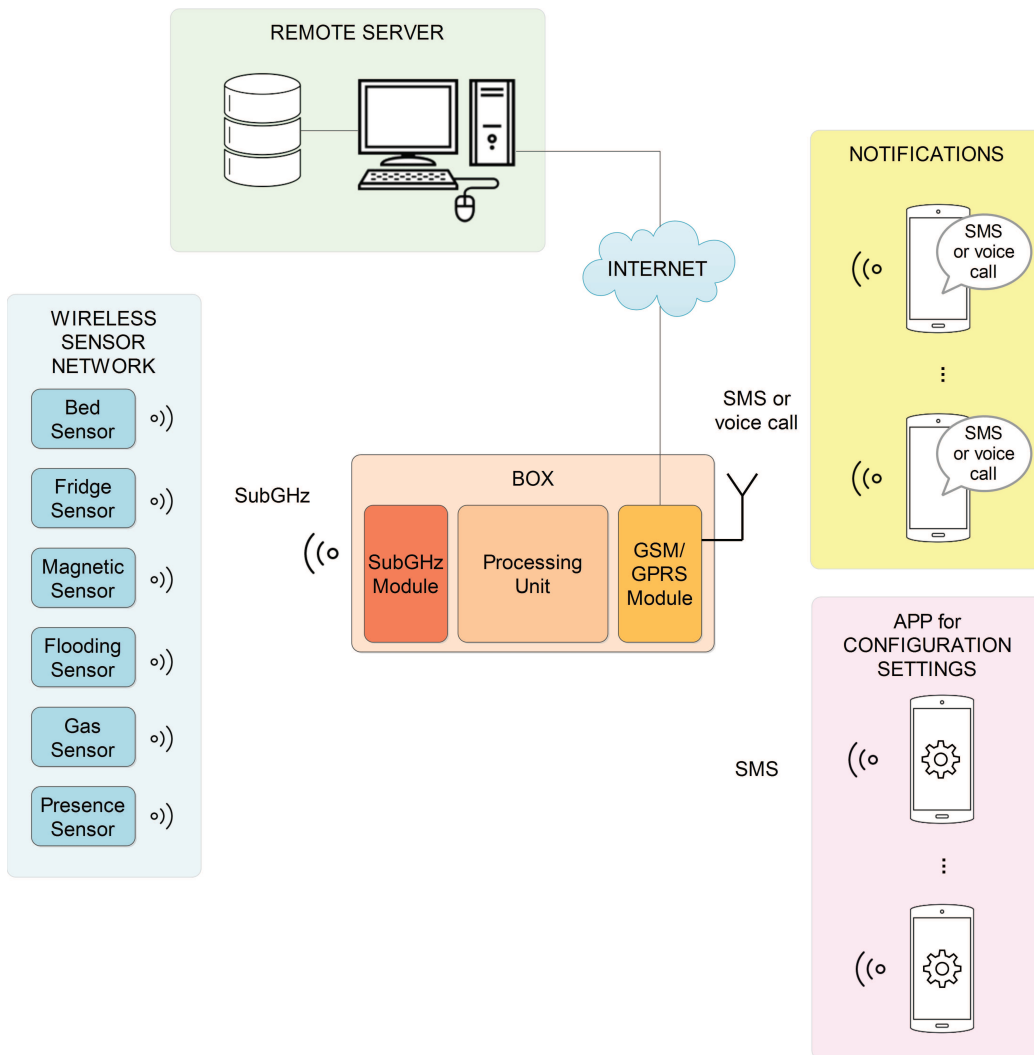 REMOTE SERVER
INTERNET
NOTIFICATIONS
SMS
or voice
call
...
SMS
or voice
call
WIRELESS
SENSOR
NETWORK
Bed
Sensor
Fridge
Sensor
Magnetic
Sensor
Flooding
Sensor
Gas
Sensor
Presence
Sensor
SubGHz
BOX
SubGHz
Module
Processing
Unit
GSM/
GPRS
Module
SMS or
voice call
APP for
CONFIGURATION
SETTINGS
...
SMS